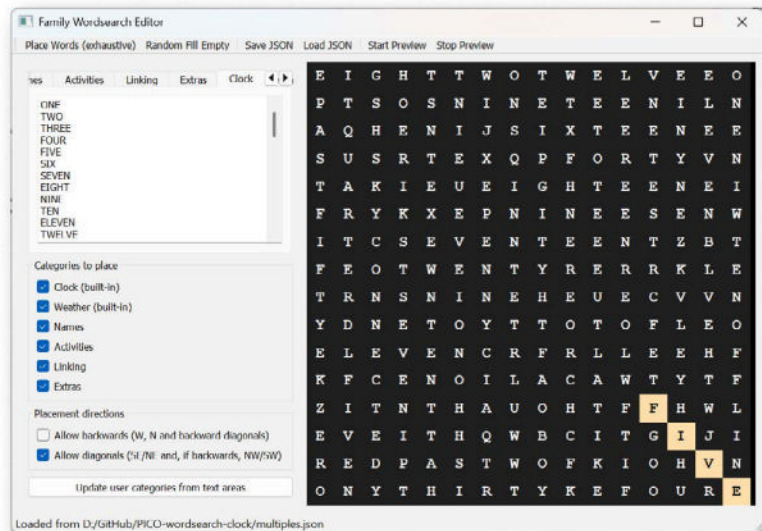 Family Wordsearch Editor
Place Words (exhaustive) Random Fill Empty Save JSON Load JSON Start Preview Stop Preview
nes Activities Linking Extras Clock
ONE
TWO
THREE
FOUR
FIVE
SIX
SEVEN
EIGHT
NINE
TEN
ELEVEN
TWELVE
Categories to place
Clock (built-in)
Weather (built-in)
Names
Activities
Linking
Extras
Placement directions
Allow backwards (W, N and backward diagonals)
Allow diagonals (SE/NE and, if backwards, NW/SW)
Update user categories from text areas
E I G H T T W O T W E L V E E O
P T S O S N I N E T E E N I L N
A Q H E N I J S I X T E E N E E
S U S R T E X Q P F O R T Y V N
T A K I E U E I G H T E E N E I
F R Y K X E P N I N E E S E N W
I T C S E V E N T E E N T Z B T
F E O T W E N T Y R E R R K L E
T R N S N I N E H E U E C V V N
Y D N E T O Y T T O T O F L E O
E L E V E N C R F R L L E E H F
K F C E N O I L A C A W T Y T F
Z I T N T H A U O H T F F H W L
E V E I T H Q W B C I T G I J I
R E D P A S T W O F K I O H V N
O N Y T H I R T Y K E F O U R E
Loaded from D:/GitHub/PICO-wordsearch-clock/multiples.json